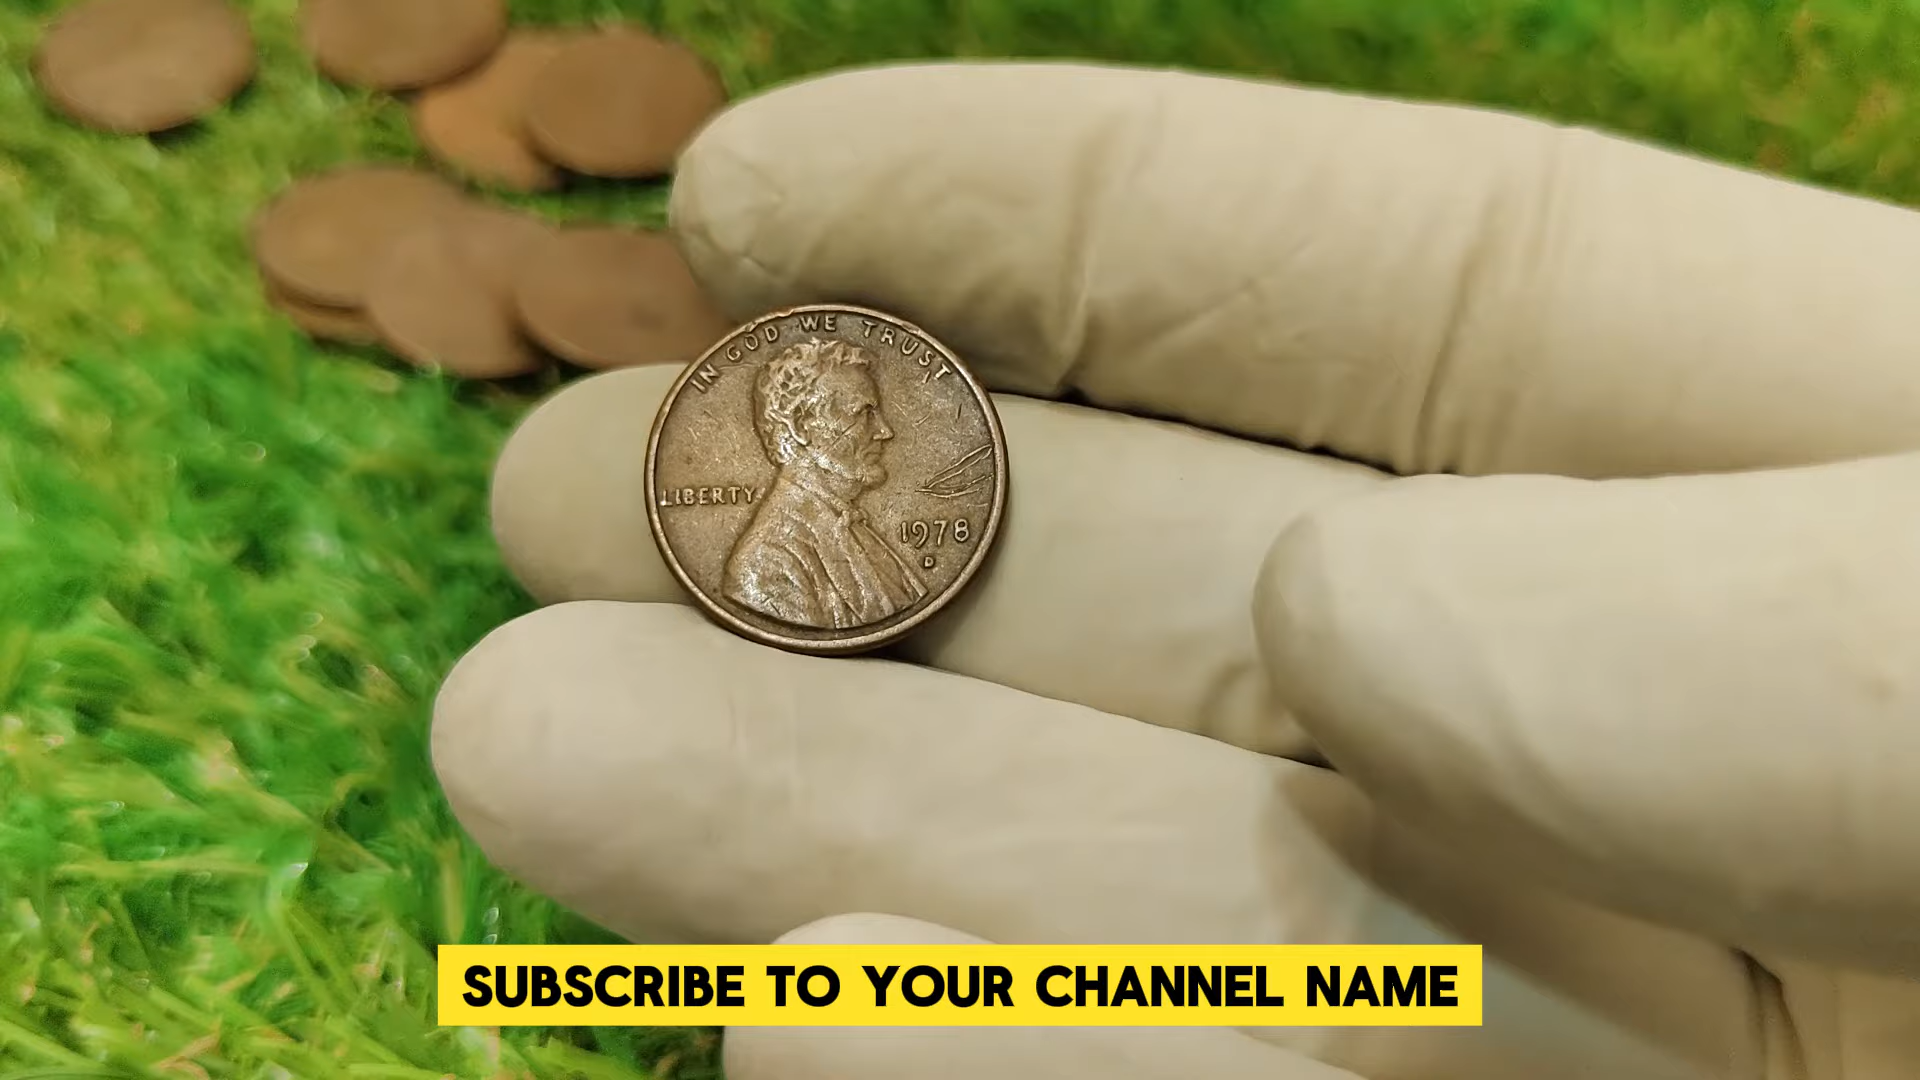 IN GOD WE TRUST
LIBERTY
1978
D
SUBSCRIBE TO YOUR CHANNEL NAME